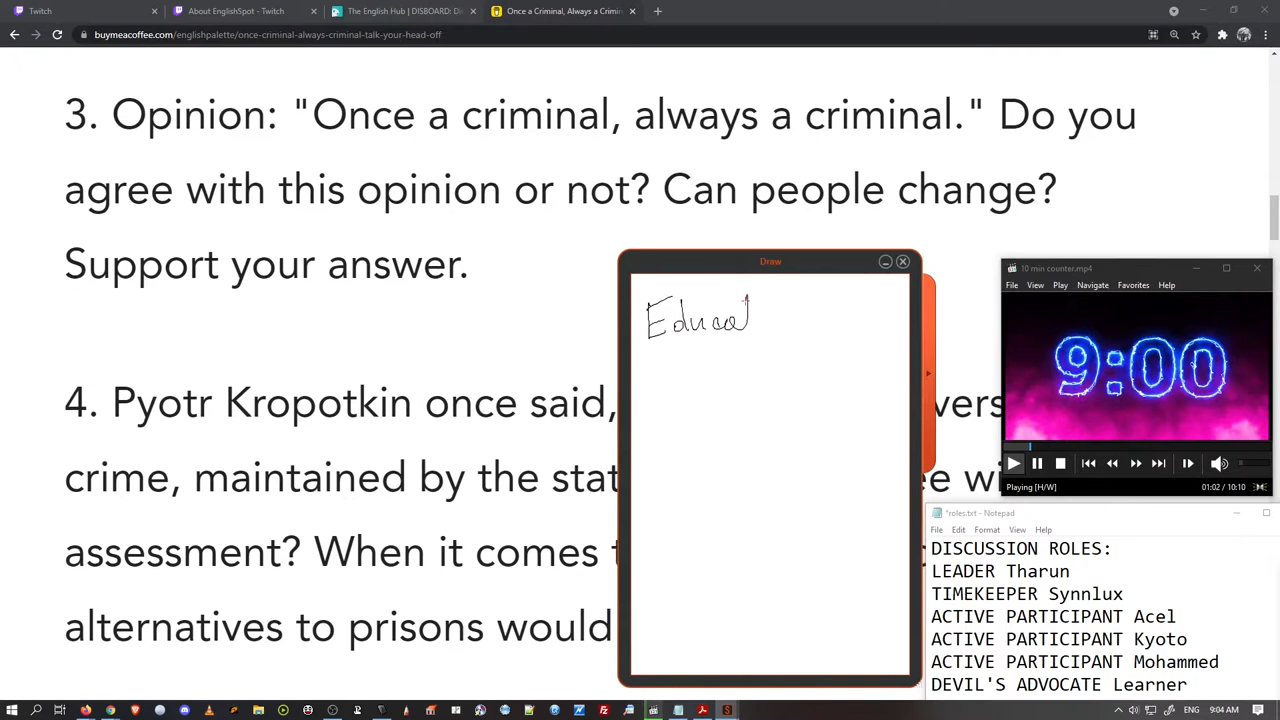 Twitch
About EnglishSpot - Twitch
The English Hub | DISBOARD: Di
Once a Criminal, Always a Crimin
buymeacoffee.com/englishpalette/once-criminal-always-criminal-talk-your-head-off
3. Opinion: "Once a criminal, always a criminal." Do you
agree with this opinion or not? Can people change?
Support your answer.
Draw
Educat
10 min counter.mp4
File View Play Navigate Favorites Help
9:00
Playing [H/W]
01:02 / 10:10
4. Pyotr Kropotkin once said,
vers
crime, maintained by the stat
e wi
assessment? When it comes t
alternatives to prisons would
*roles.txt - Notepad
File Edit Format View Help
DISCUSSION ROLES:
LEADER Tharun
TIMEKEEPER Synnlux
ACTIVE PARTICIPANT Acel
ACTIVE PARTICIPANT Kyoto
ACTIVE PARTICIPANT Mohammed
DEVIL'S ADVOCATE Learner
ENG
9:04 AM